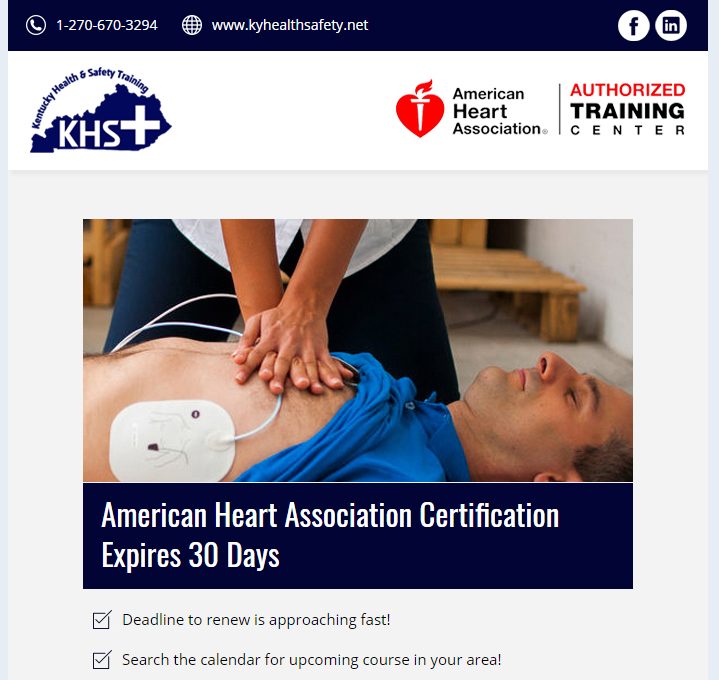 1-270-670-3294 www.kyhealthsafety.net
Kentucky Health & Safety Training
KHS
American
Heart
Association®
AUTHORIZED
TRAINING
CENTER
American Heart Association Certification
Expires 30 Days
Deadline to renew is approaching fast!
Search the calendar for upcoming course in your area!